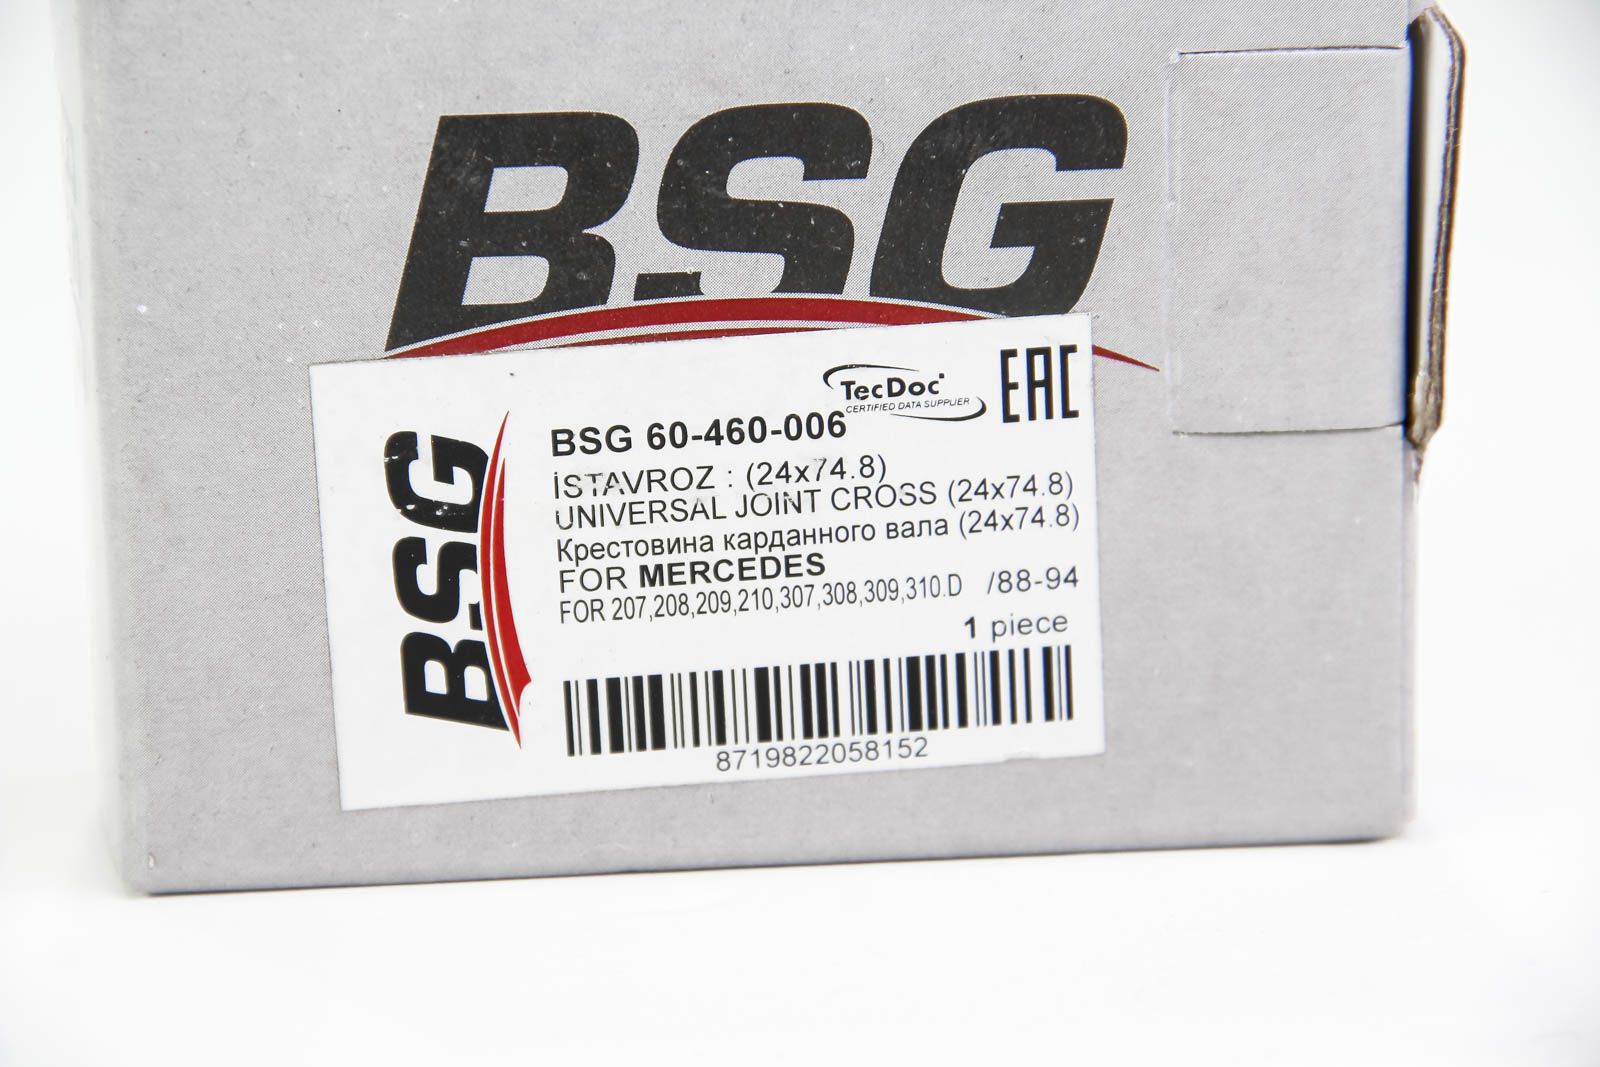 BSG
TecDoc
CERTIFIED DATA SUPPLIER
EAC
BSG
BSG 60-460-006
İSTAVROZ : (24x74.8)
UNIVERSAL JOINT CROSS (24x74.8)
Крестовина карданного вала (24x74.8)
FOR MERCEDES
FOR 207,208,209,210,307,308,309,310.D /88-94
1 piece
8719822058152